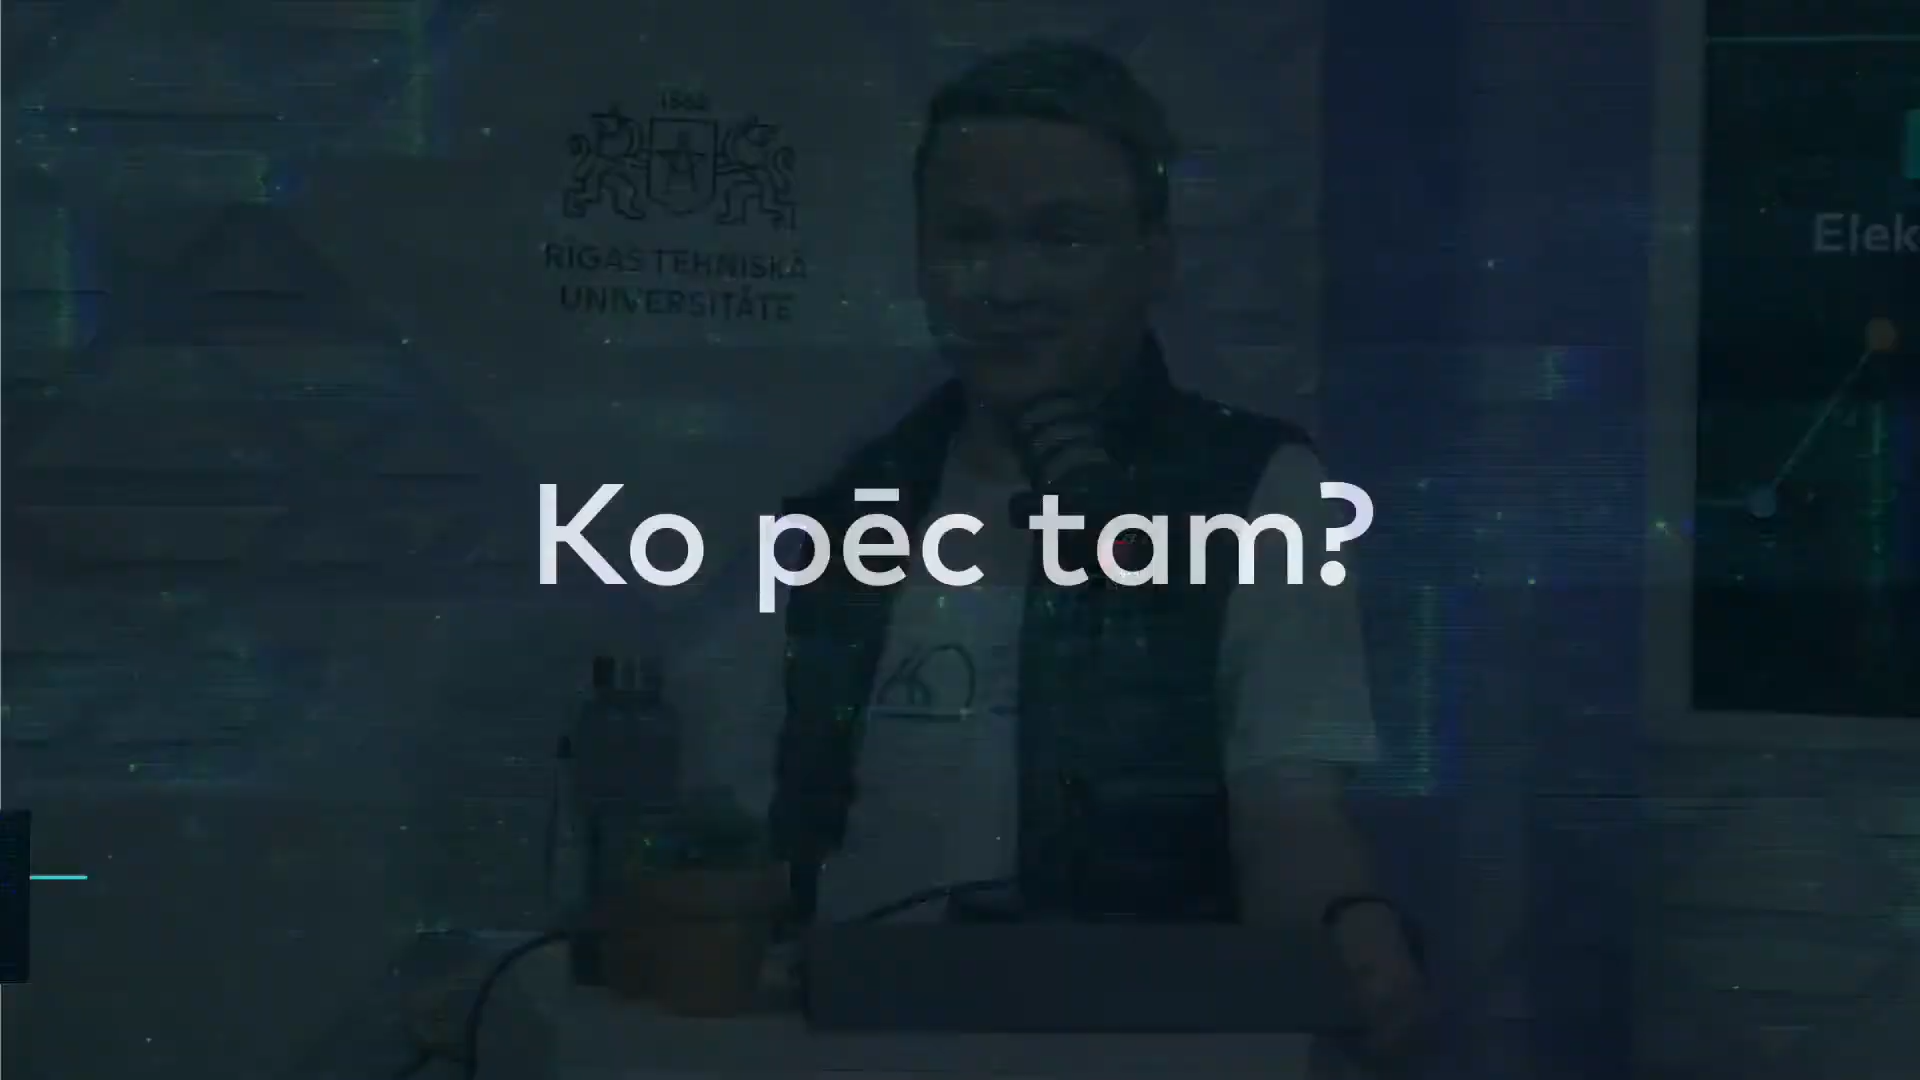 1862
RĪGAS TEHNISKĀ
UNIVERSITĀTE
Elek
Ko pēc tam?